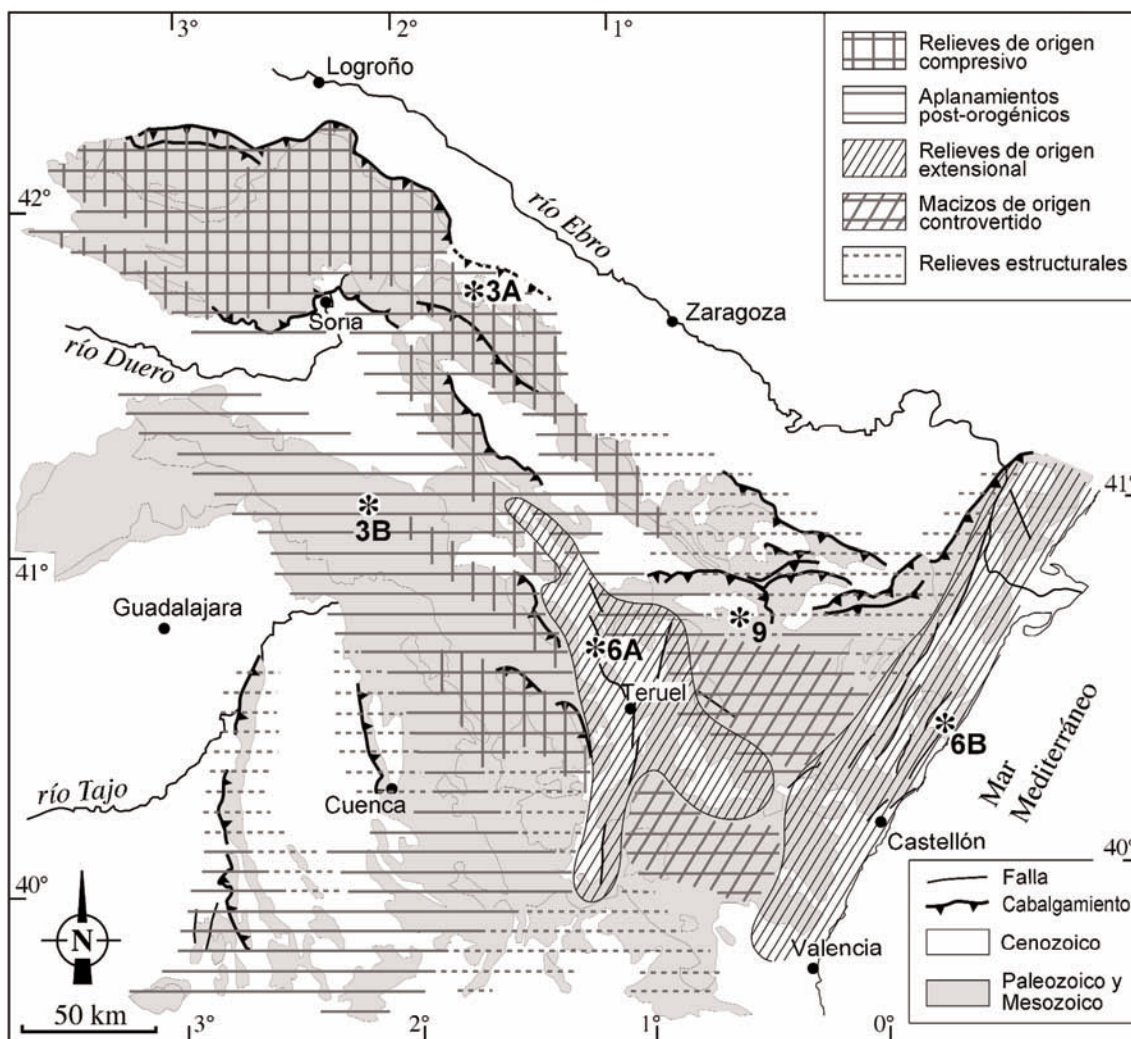 3°
2°
1°
Logroño
Relieves de origen
compresivo
Aplanamientos
post-orogénicos
Relieves de origen
extensional
Macizos de origen
controvertido
Relieves estructurales
42°
río Ebro
*3A
Soria
Zaragoza
río Duero
41°
*
3B
41°
Guadalajara
*
9
*6A
Teruel
*
6B
Mar
Mediterráneo
río Tajo
Cuenca
Castellón
40°
40°
Falla
Cabalgamiento
Cenozoico
Paleozoico y
Mesozoico
N
Valencia
50 km
3°
2°
1°
0°